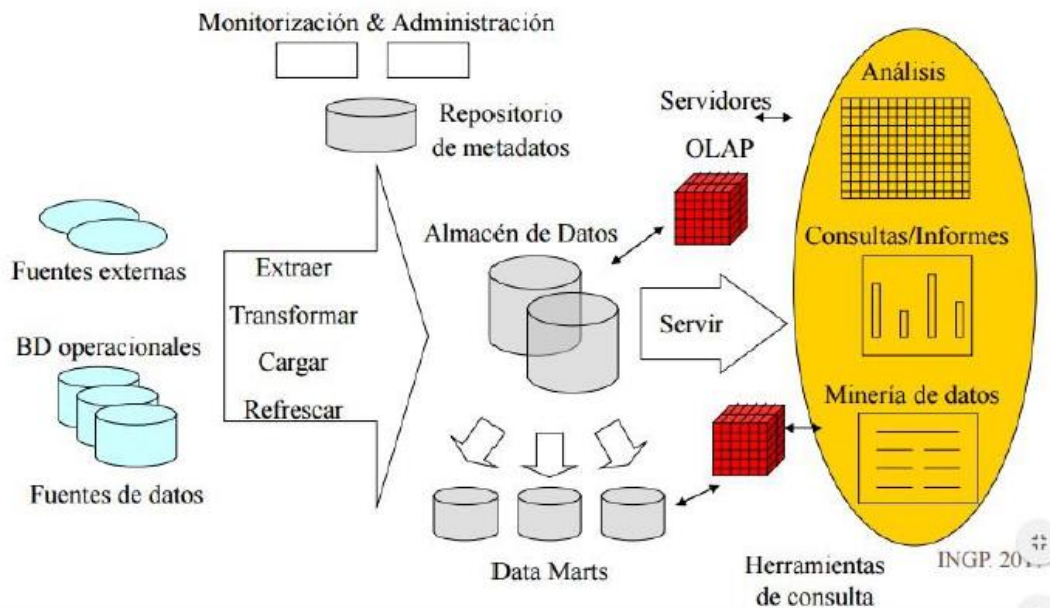 Monitorización & Administración
Repositorio
de metadatos
Fuentes externas
BD operacionales
Fuentes de datos
Extraer
Transformar
Cargar
Refrescar
Almacén de Datos
Data Marts
Servidores
OLAP
Servir
Análisis
Consultas/Informes
Minería de datos
Herramientas
de consulta
INGP.